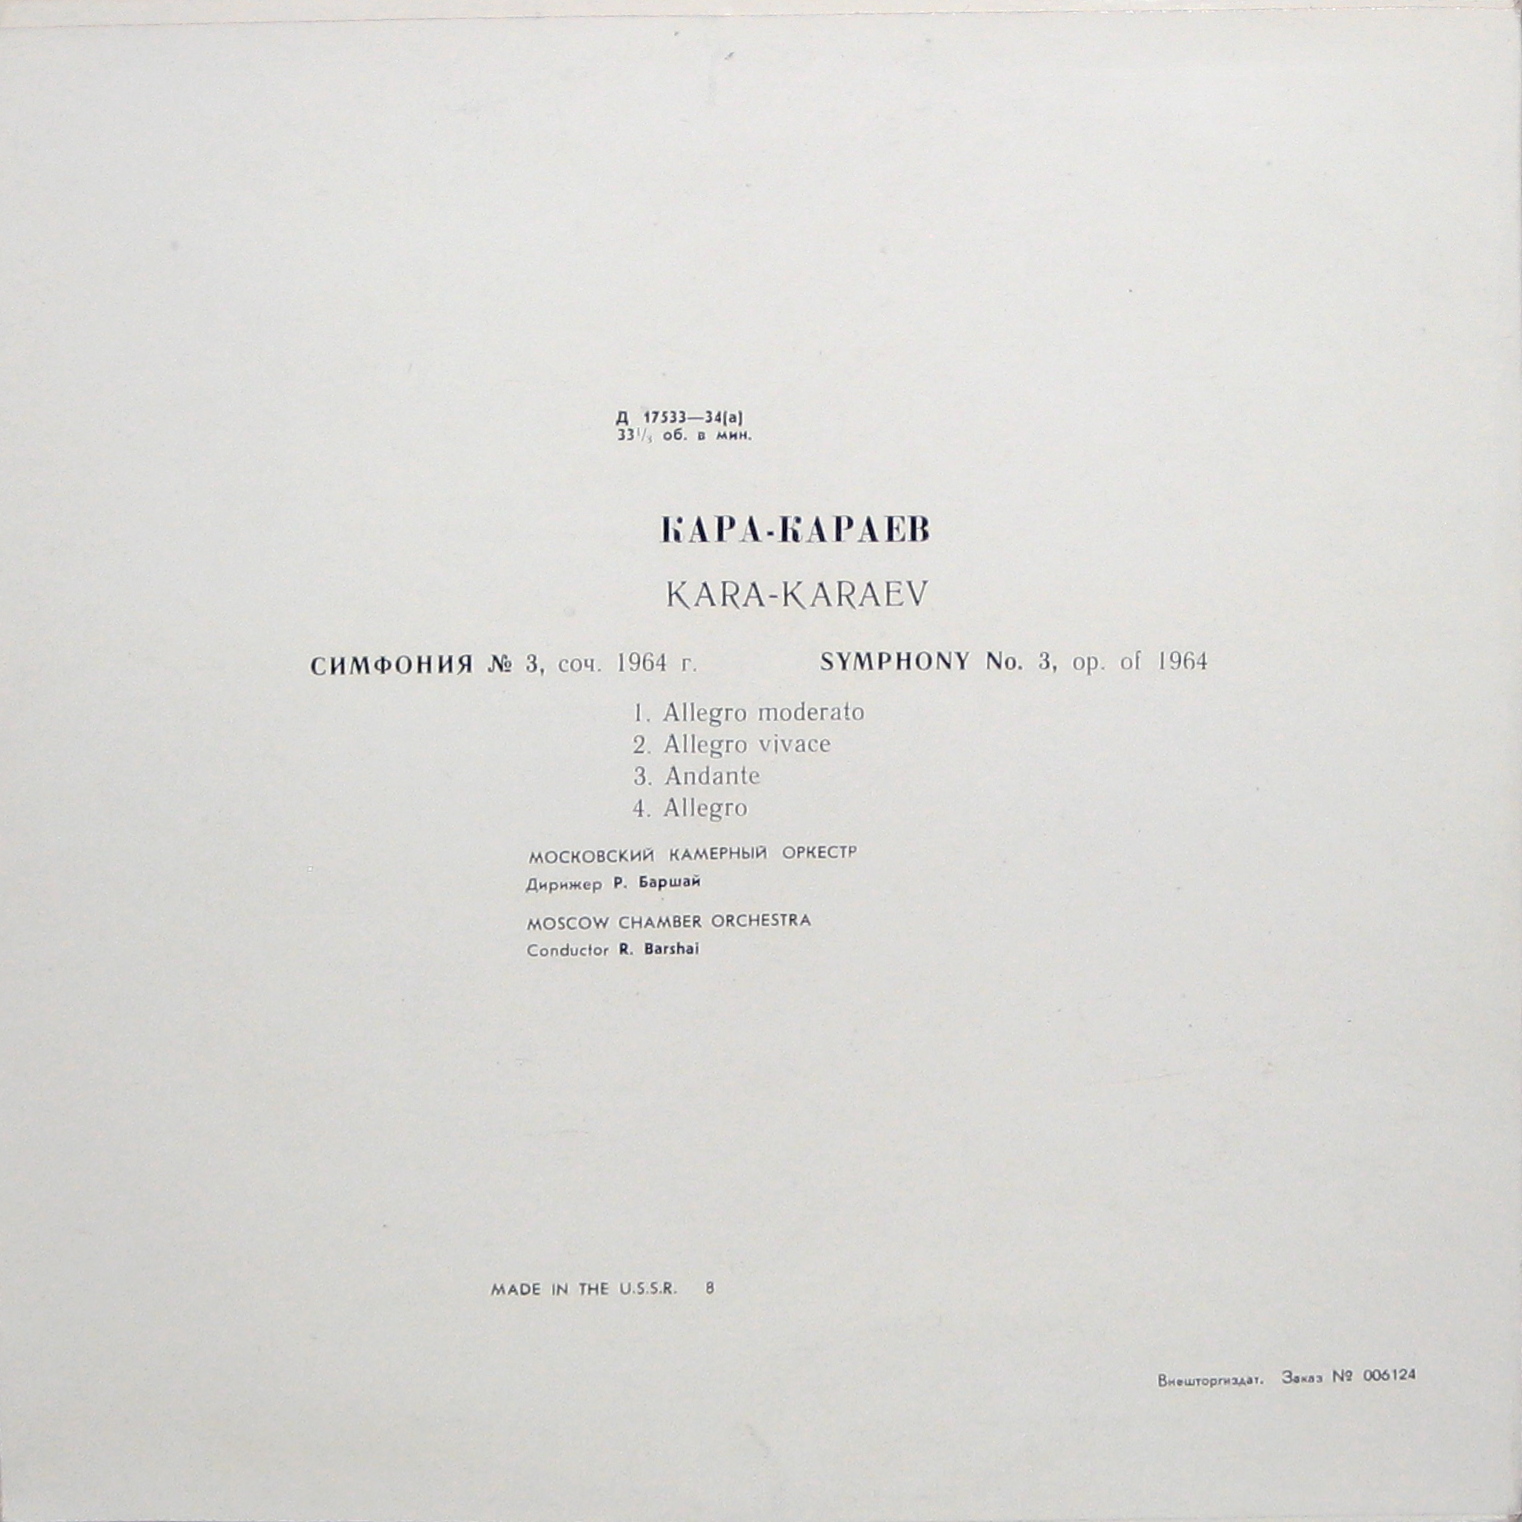 Д 17533—34(а)
33 1/3 об. в мин.
КАРА-КАРАЕВ
KARA-KARAEV
СИМФОНИЯ № 3, соч. 1964 г.
SYMPHONY No. 3, op. of 1964
1. Allegro moderato
2. Allegro vivace
3. Andante
4. Allegro
МОСКОВСКИЙ КАМЕРНЫЙ ОРКЕСТР
Дирижер Р. Баршай
MOSCOW CHAMBER ORCHESTRA
Conductor R. Barshai
MADE IN THE U.S.S.R. 8
Внешторгиздат. Заказ № 006124